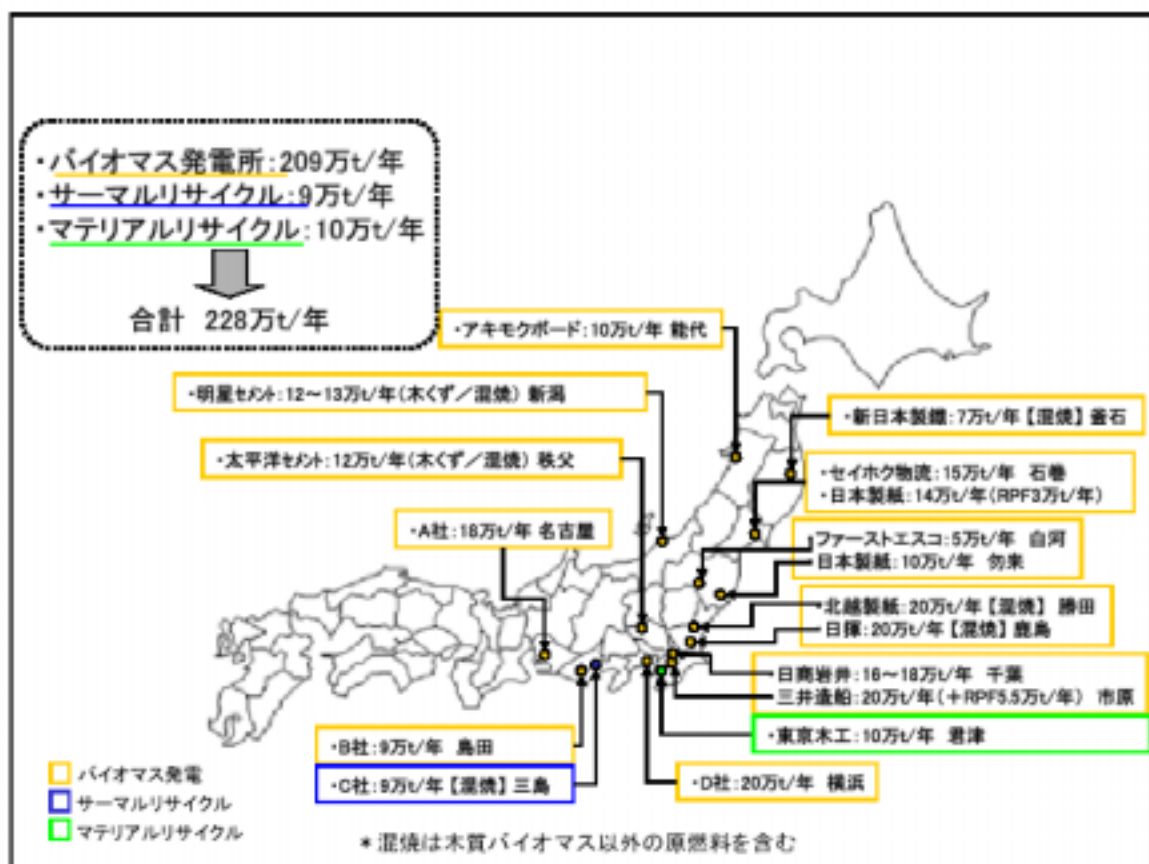 ・バイオマス発電所:209万t/年
・サーマルリサイクル:9万t/年
・マテリアルリサイクル:10万t/年
合計 228万t/年
・アキモクボード:10万t/年 能代
・明星セメント:12～13万t/年(木くず/混焼) 新潟
・新日本製鐵:7万t/年【混焼】釜石
・太平洋セメント:12万t/年(木くず/混焼) 秩父
・セイホク物流:15万t/年 石巻
・日本製紙:14万t/年(RPF3万t/年)
・A社:18万t/年 名古屋
ファーストエスコ:5万t/年 白河
日本製紙:10万t/年 勿来
・北越製紙:20万t/年【混焼】 勝田
・日揮:20万t/年【混焼】鹿島
日商岩井:16～18万t/年 千葉
三井造船:20万t/年(+RPF5.5万t/年) 市原
・東京木工:10万t/年 君津
・B社:9万t/年 島田
・C社:9万t/年【混焼】三島
・D社:20万t/年 横浜
バイオマス発電
サーマルリサイクル
マテリアルリサイクル
*混焼は木質バイオマス以外の原燃料を含む